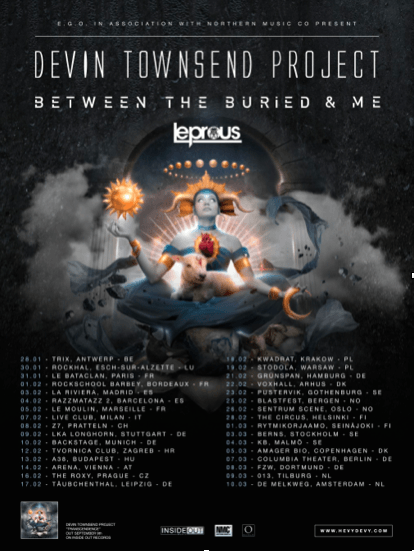 E.G.O. IN ASSOCIATION WITH NORTHERN MUSIC CO PRESENT
DEVIN TOWNSEND PROJECT
BETWEEN THE BURIED & ME
leprous
28.01 - TRIX, ANTWERP - BE
30.01 - ROCKHAL, ESCH-SUR-ALZETTE - LU
31.01 - LE BATACLAN, PARIS - FR
01.02 - ROCKSCHOOL BARBEY, BORDEAUX - FR
03.02 - LA RIVIERA, MADRID - ES
04.02 - RAZZMATAZZ 2, BARCELONA - ES
05.02 - LE MOULIN, MARSEILLE - FR
07.02 - LIVE CLUB, MILAN - IT
08.02 - Z7, PRATTELN - CH
09.02 - LKA LONGHORN, STUTTGART - DE
10.02 - BACKSTAGE, MUNICH - DE
12.02 - TVORNICA CLUB, ZAGREB - HR
13.02 - A38, BUDAPEST - HU
14.02 - ARENA, VIENNA - AT
16.02 - THE ROXY, PRAGUE - CZ
17.02 - TÄUBCHENTHAL, LEIPZIG - DE
18.02 - KWADRAT, KRAKOW - PL
19.02 - STODOLA, WARSAW - PL
21.02 - GRÜNSPAN, HAMBURG - DE
22.02 - VOXHALL, ARHUS - DK
23.02 - PUSTERVIK, GOTHENBURG - SE
25.02 - BLASTFEST, BERGEN - NO
26.02 - SENTRUM SCENE, OSLO - NO
28.02 - THE CIRCUS, HELSINKI - FI
01.03 - RYTMIKORJAAMO, SEINÄJOKI - FI
03.03 - BERNS, STOCKHOLM - SE
04.03 - KB, MALMÖ - SE
05.03 - AMAGER BIO, COPENHAGEN - DK
07.03 - COLUMBIA THEATER, BERLIN - DE
08.03 - FZW, DORTMUND - DE
09.03 - 013, TILBURG - NL
10.03 - DE MELKWEG, AMSTERDAM - NL
DEVIN TOWNSEND PROJECT
"TRANSCENDENCE"
OUT SEPTEMBER 9th
ON INSIDE OUT RECORDS
INSIDEOUT
NMC
WWW.HEVYDEVY.COM